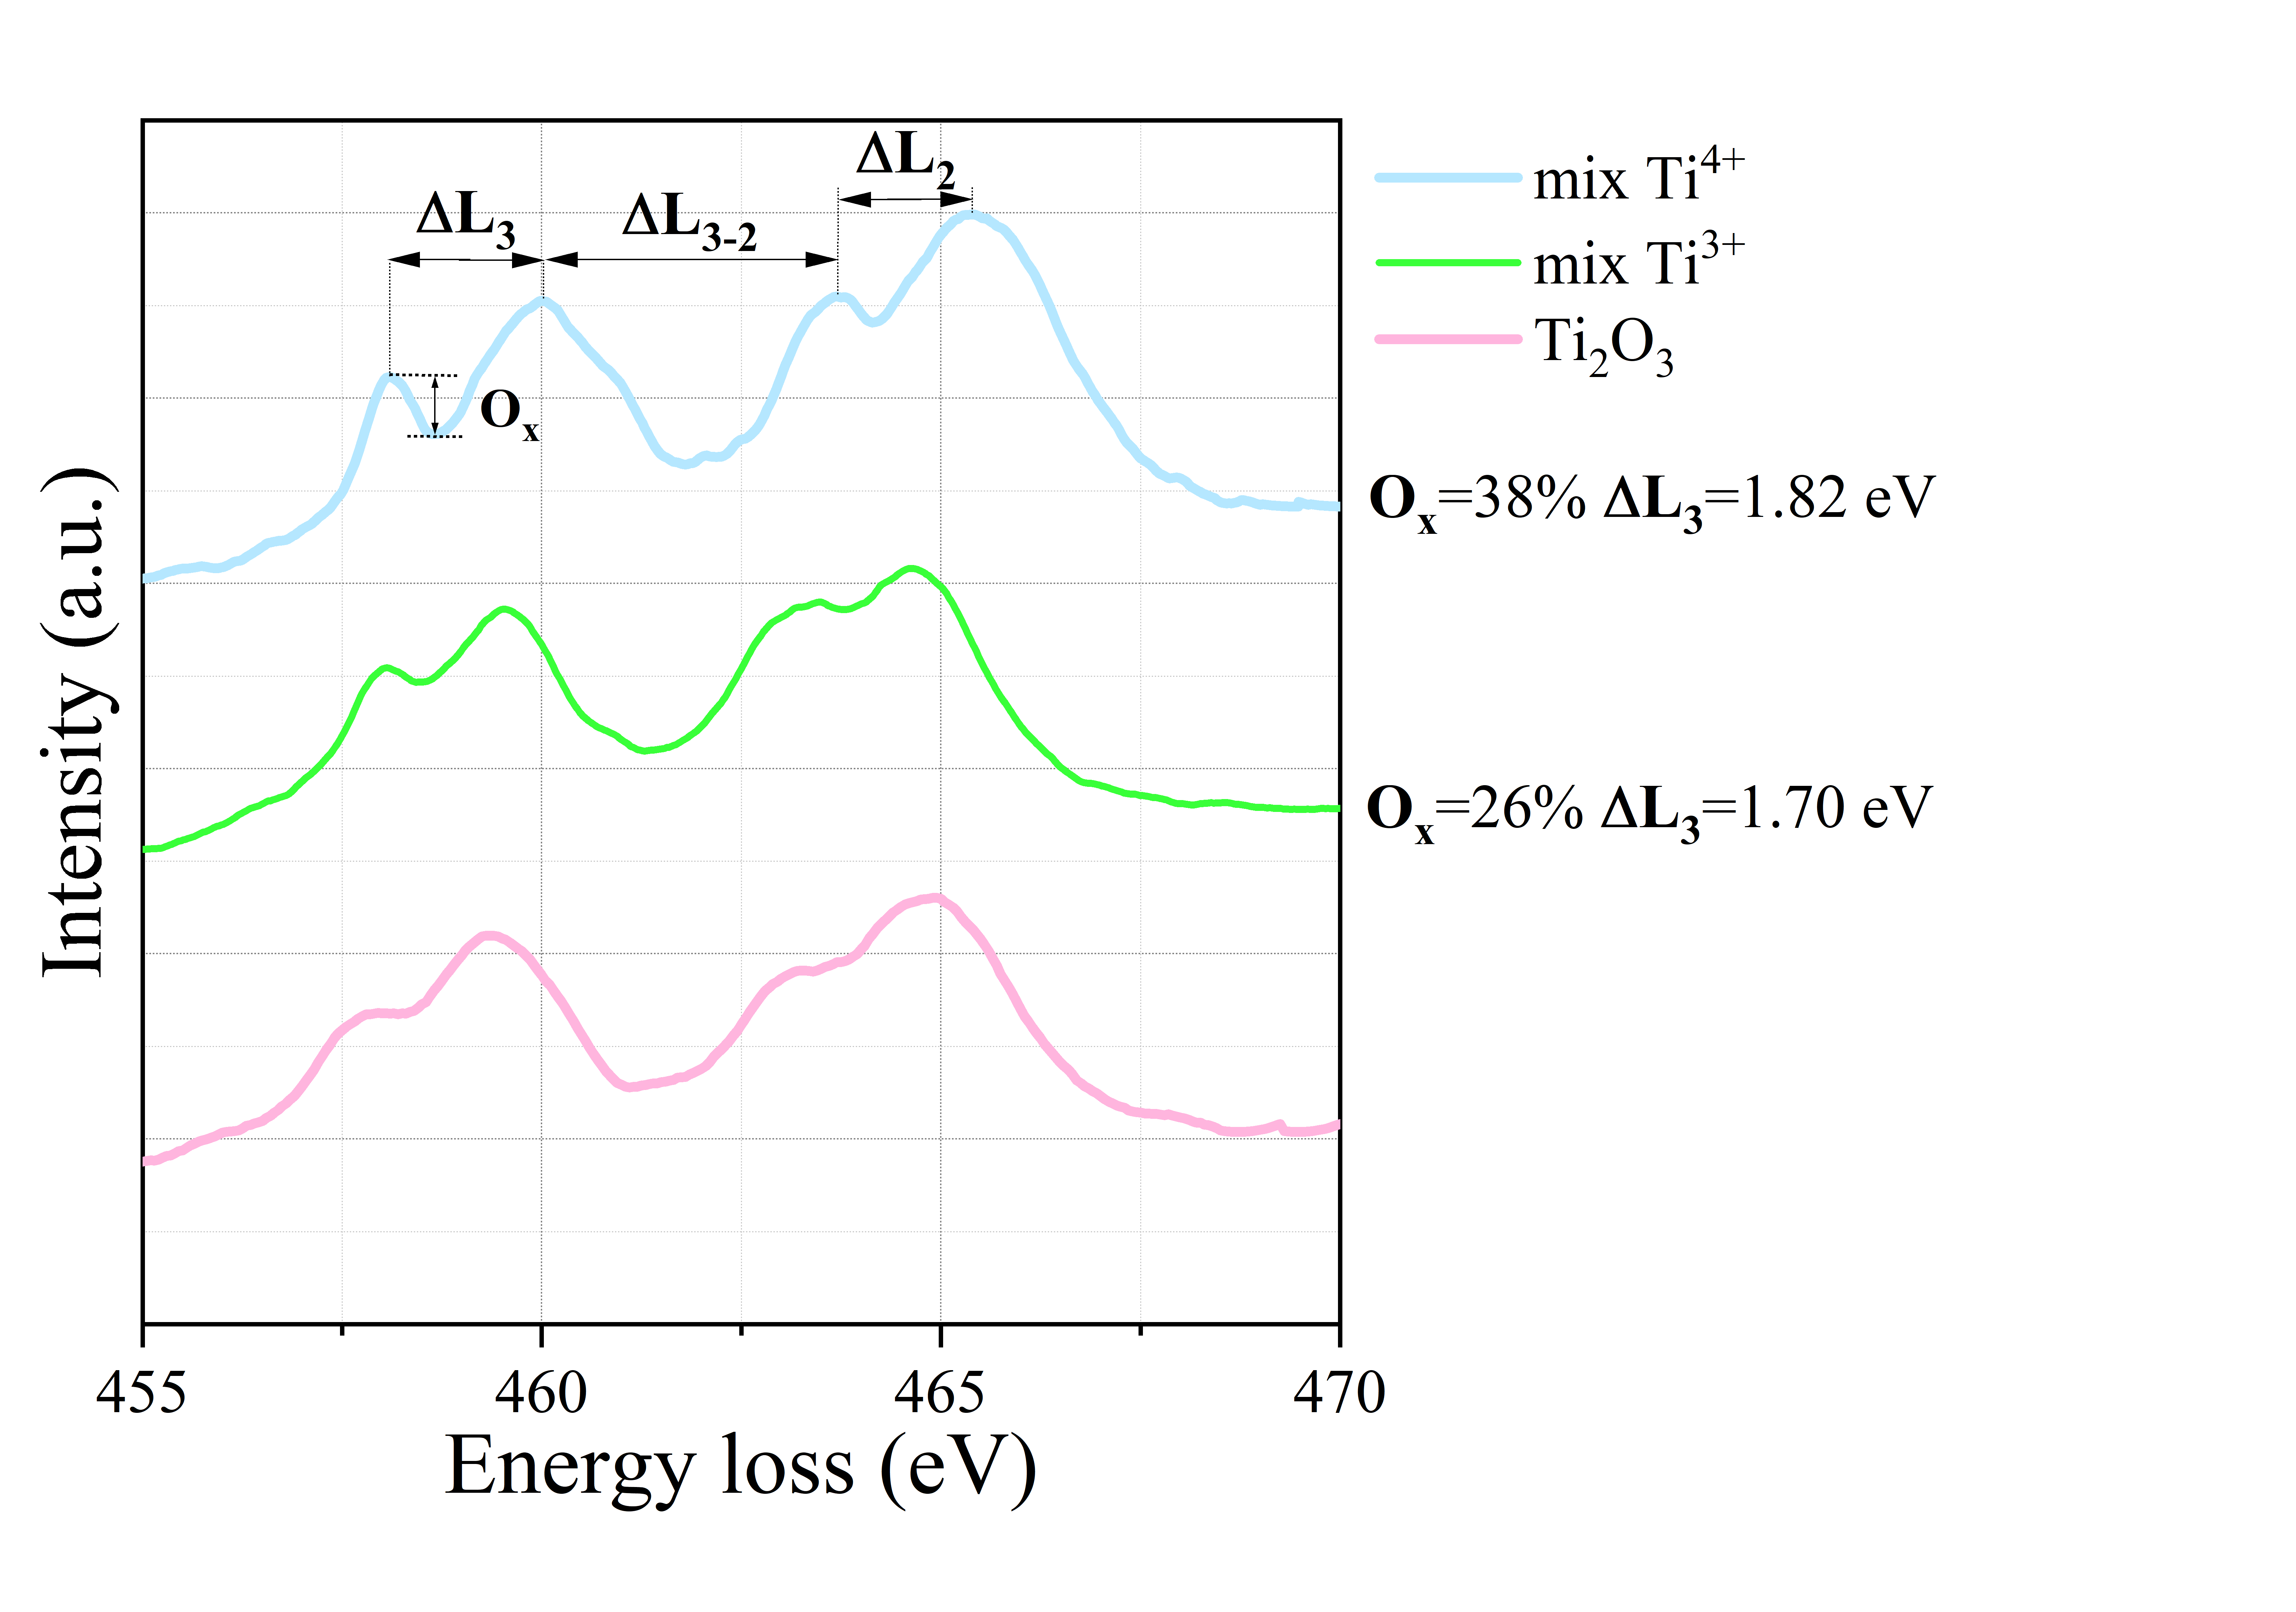 ΔL₂
ΔL₃
ΔL₃₋₂
Oₓ
mix Ti⁴⁺
mix Ti³⁺
Ti₂O₃
Oₓ=38% ΔL₃=1.82 eV
Oₓ=26% ΔL₃=1.70 eV
Intensity (a.u.)
455
460
465
470
Energy loss (eV)